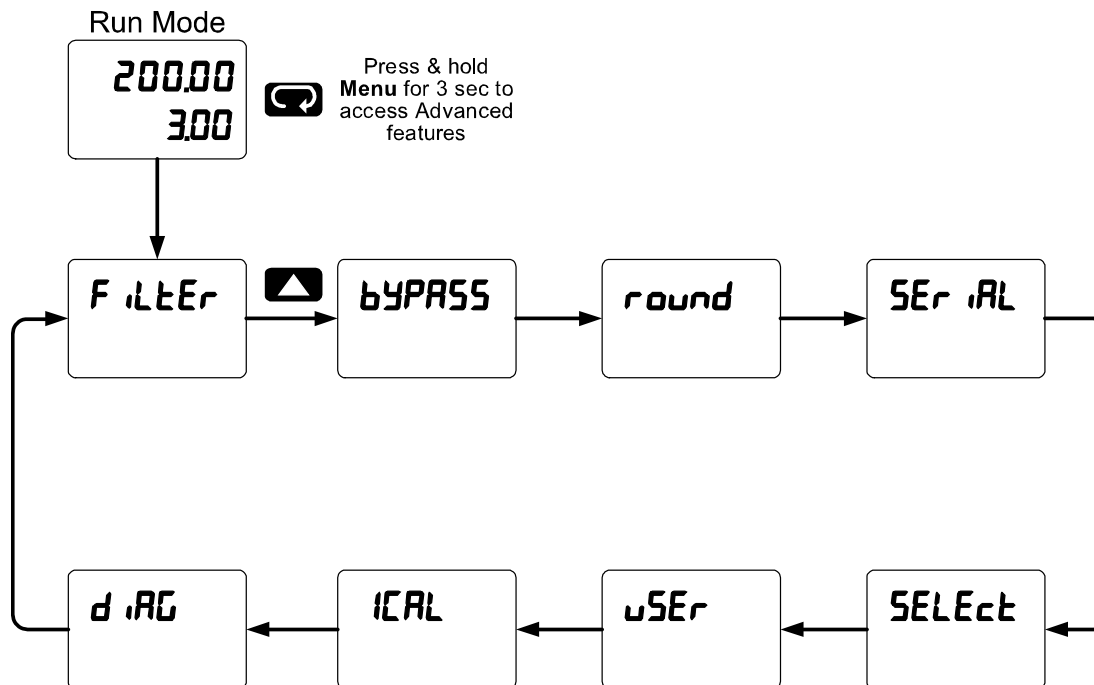 Run Mode
200.00
3.00
Press & hold
Menu for 3 sec to
access Advanced
features
FiLtEr
bYPASS
round
SEriAL
diAG
ICAL
uSEr
SELEct